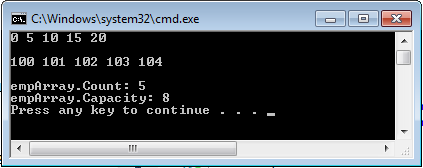 C:\Windows\system32\cmd.exe
0 5 10 15 20
100 101 102 103 104
empArray.Count: 5
empArray.Capacity: 8
Press any key to continue . . .